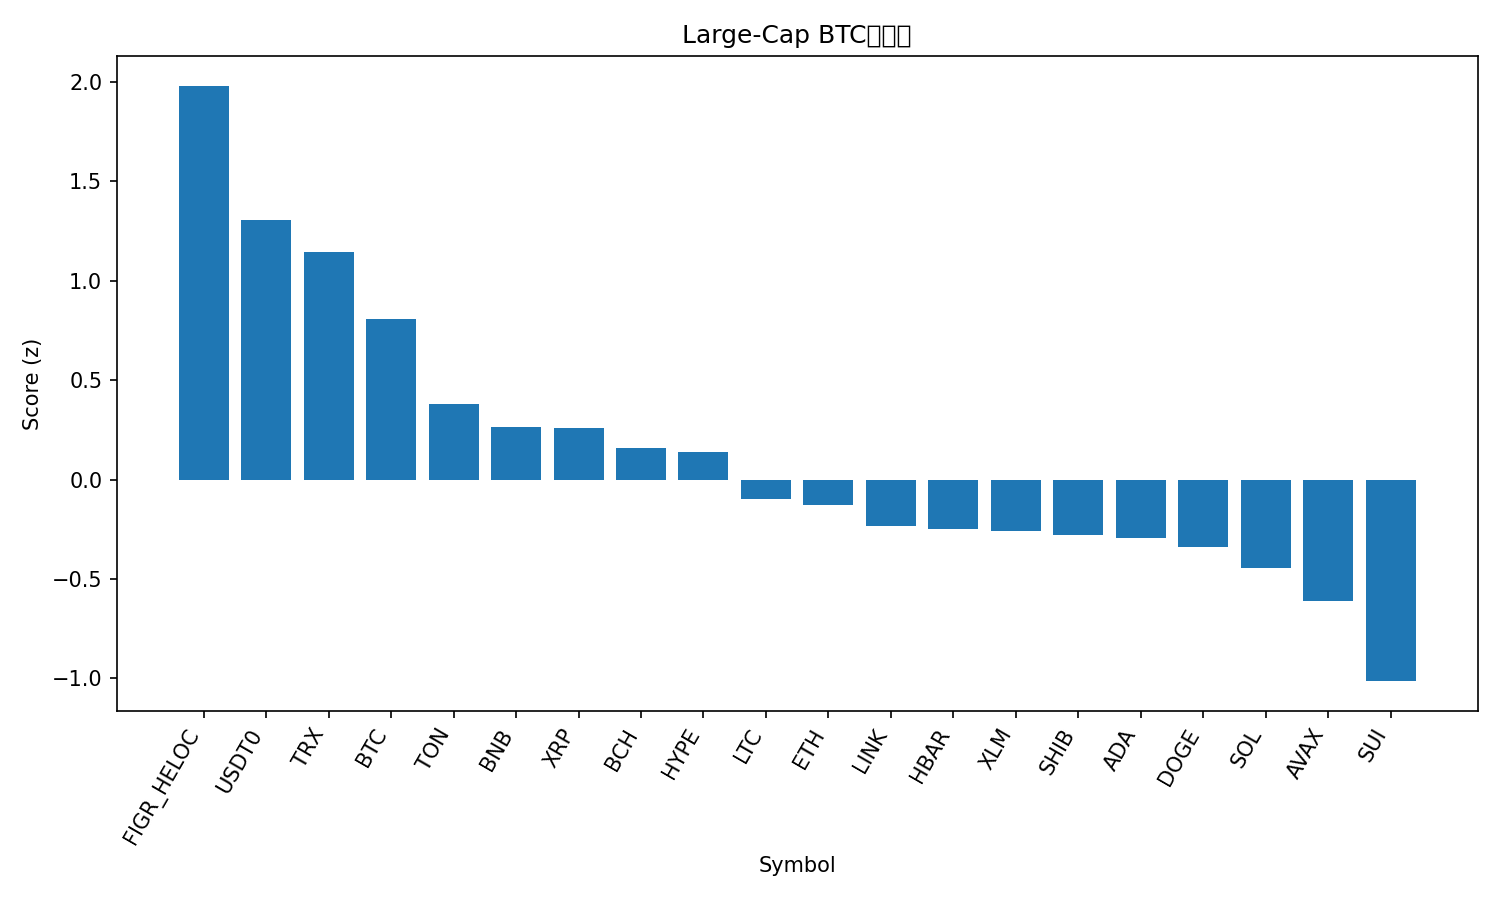 Large-Cap BTC
Score (z)
2.0
1.5
1.0
0.5
0.0
−0.5
−1.0
FIGR_HELOC
USDT0
TRX
BTC
TON
BNB
XRP
BCH
HYPE
LTC
ETH
LINK
HBAR
XLM
SHIB
ADA
DOGE
SOL
AVAX
SUI
Symbol